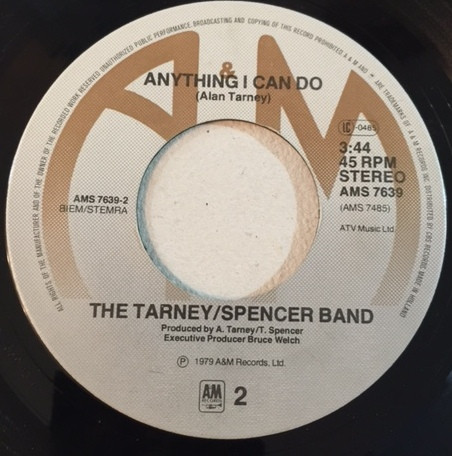 ALL RIGHTS OF THE MANUFACTURER AND OF THE OWNER OF THE RECORDED WORK RESERVED UNAUTHORIZED PUBLIC PERFORMANCE, BROADCASTING AND COPYING OF THIS RECORD PROHIBITED A&M AND ARE TRADEMARKS OF A&M RECORDS INC DISTRIBUTED BY CBS RECORDS MADE IN HOLLAND
A&M
ANYTHING I CAN DO
(Alan Tarney)
LC-0485
3:44
45 RPM
STEREO
AMS 7639
(AMS 7485)
ATV Music Ltd.
AMS 7639-2
BIEM/STEMRA
THE TARNEY/SPENCER BAND
Produced by A. Tarney/T. Spencer
Executive Producer Bruce Welch
℗ 1979 A&M Records, Ltd.
A&M
RECORDS
2